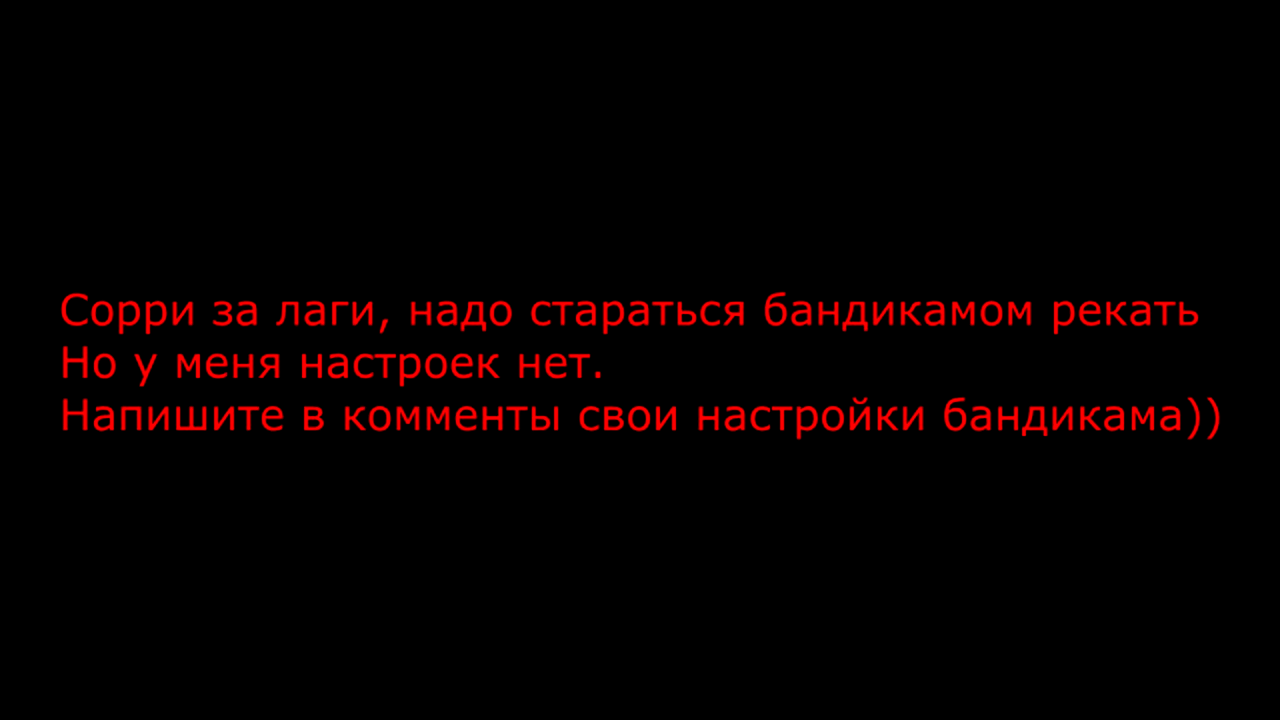 Сорри за лаги, надо стараться бандикамом рекать
Но у меня настроек нет.
Напишите в комменты свои настройки бандикама))